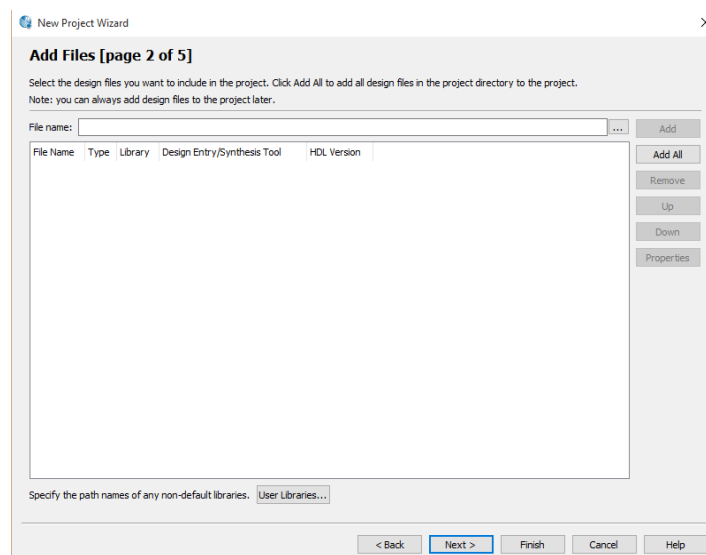 New Project Wizard
Add Files [page 2 of 5]
Select the design files you want to include in the project. Click Add All to add all design files in the project directory to the project.
Note: you can always add design files to the project later.
File name: ... Add
File Name Type Library Design Entry/Synthesis Tool HDL Version Add All
Remove
Up
Down
Properties
Specify the path names of any non-default libraries. User Libraries...
< Back Next > Finish Cancel Help